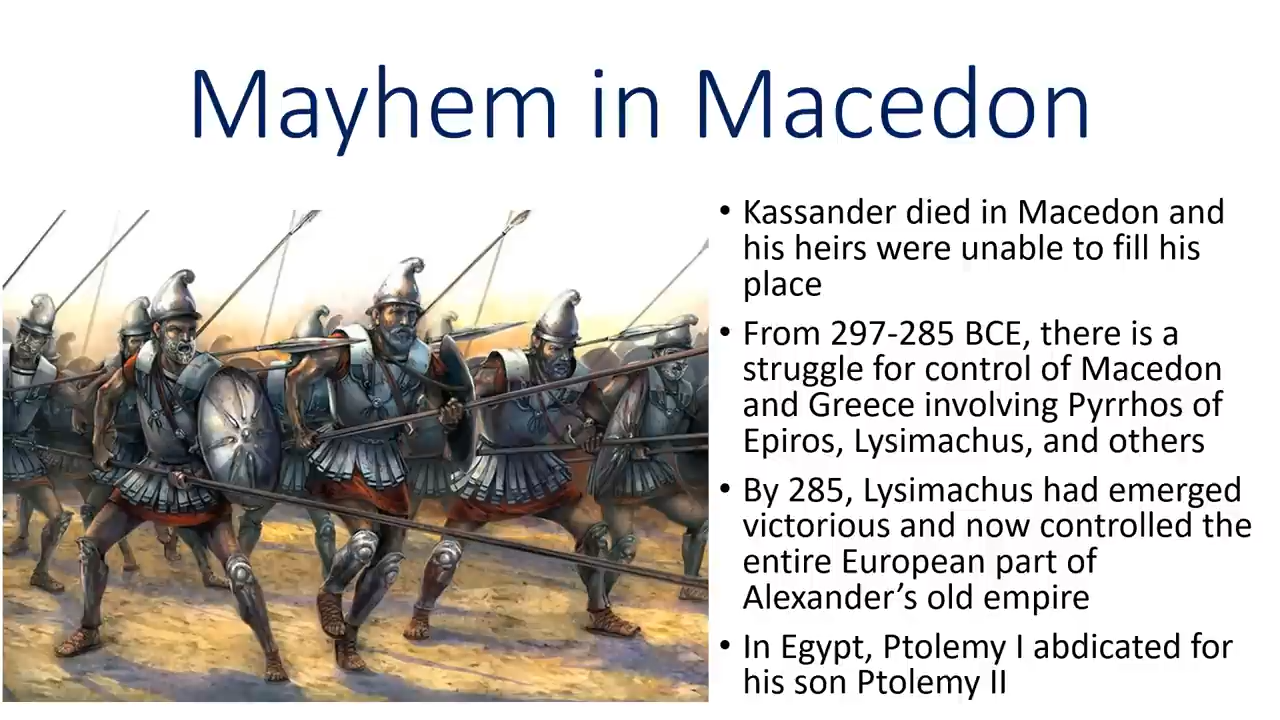 Mayhem in Macedon
• Kassander died in Macedon and
his heirs were unable to fill his
place
• From 297-285 BCE, there is a
struggle for control of Macedon
and Greece involving Pyrrhos of
Epiros, Lysimachus, and others
• By 285, Lysimachus had emerged
victorious and now controlled the
entire European part of
Alexander’s old empire
• In Egypt, Ptolemy I abdicated for
his son Ptolemy II